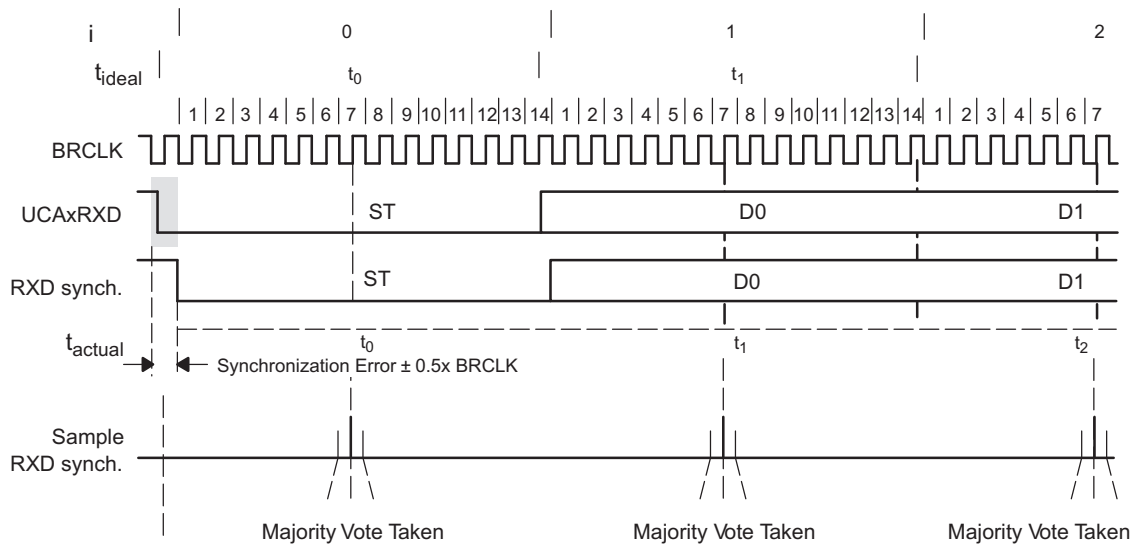 i 0 1 2
tideal t0 t1
1 2 3 4 5 6 7 8 9 10 11 12 13 14 1 2 3 4 5 6 7 8 9 10 11 12 13 14 1 2 3 4 5 6 7
BRCLK
UCAxRXD ST D0 D1
RXD synch. ST D0 D1
tactual t0 t1 t2
Synchronization Error ± 0.5x BRCLK
Sample
RXD synch.
Majority Vote Taken Majority Vote Taken Majority Vote Taken